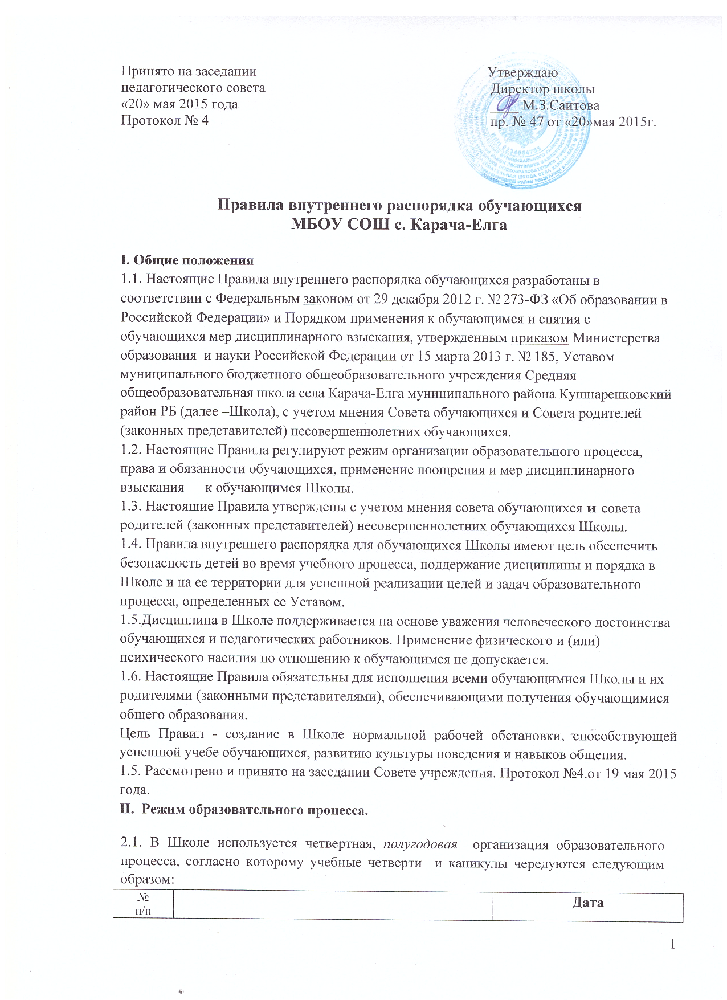 Принято на заседании
педагогического совета
«20» мая 2015 года
Протокол № 4
Утверждаю
Директор школы
____ М.З.Саитова
пр. № 47 от «20»мая 2015г.
Правила внутреннего распорядка обучающихся
МБОУ СОШ с. Карача-Елга
I. Общие положения
1.1. Настоящие Правила внутреннего распорядка обучающихся разработаны в
соответствии с Федеральным законом от 29 декабря 2012 г. N2 273-ФЗ «Об образовании в
Российской Федерации» и Порядком применения к обучающимся и снятия с
обучающихся мер дисциплинарного взыскания, утвержденным приказом Министерства
образования и науки Российской Федерации от 15 марта 2013 г. N2 185, Уставом
муниципального бюджетного общеобразовательного учреждения Средняя
общеобразовательная школа села Карача-Елга муниципального района Кушнаренковский
район РБ (далее –Школа), с учетом мнения Совета обучающихся и Совета родителей
(законных представителей) несовершеннолетних обучающихся.
1.2. Настоящие Правила регулируют режим организации образовательного процесса,
права и обязанности обучающихся, применение поощрения и мер дисциплинарного
взыскания к обучающимся Школы.
1.3. Настоящие Правила утверждены с учетом мнения совета обучающихся и совета
родителей (законных представителей) несовершеннолетних обучающихся Школы.
1.4. Правила внутреннего распорядка для обучающихся Школы имеют цель обеспечить
безопасность детей во время учебного процесса, поддержание дисциплины и порядка в
Школе и на ее территории для успешной реализации целей и задач образовательного
процесса, определенных ее Уставом.
1.5.Дисциплина в Школе поддерживается на основе уважения человеческого достоинства
обучающихся и педагогических работников. Применение физического и (или)
психического насилия по отношению к обучающимся не допускается.
1.6. Настоящие Правила обязательны для исполнения всеми обучающимися Школы и их
родителями (законными представителями), обеспечивающими получения обучающимися
общего образования.
Цель Правил - создание в Школе нормальной рабочей обстановки, способствующей
успешной учебе обучающихся, развитию культуры поведения и навыков общения.
1.5. Рассмотрено и принято на заседании Совете учреждения. Протокол №4.от 19 мая 2015
года.
II. Режим образовательного процесса.
2.1. В Школе используется четвертная, полугодовая организация образовательного
процесса, согласно которому учебные четверти и каникулы чередуются следующим
образом:
№
п/п
Дата
1